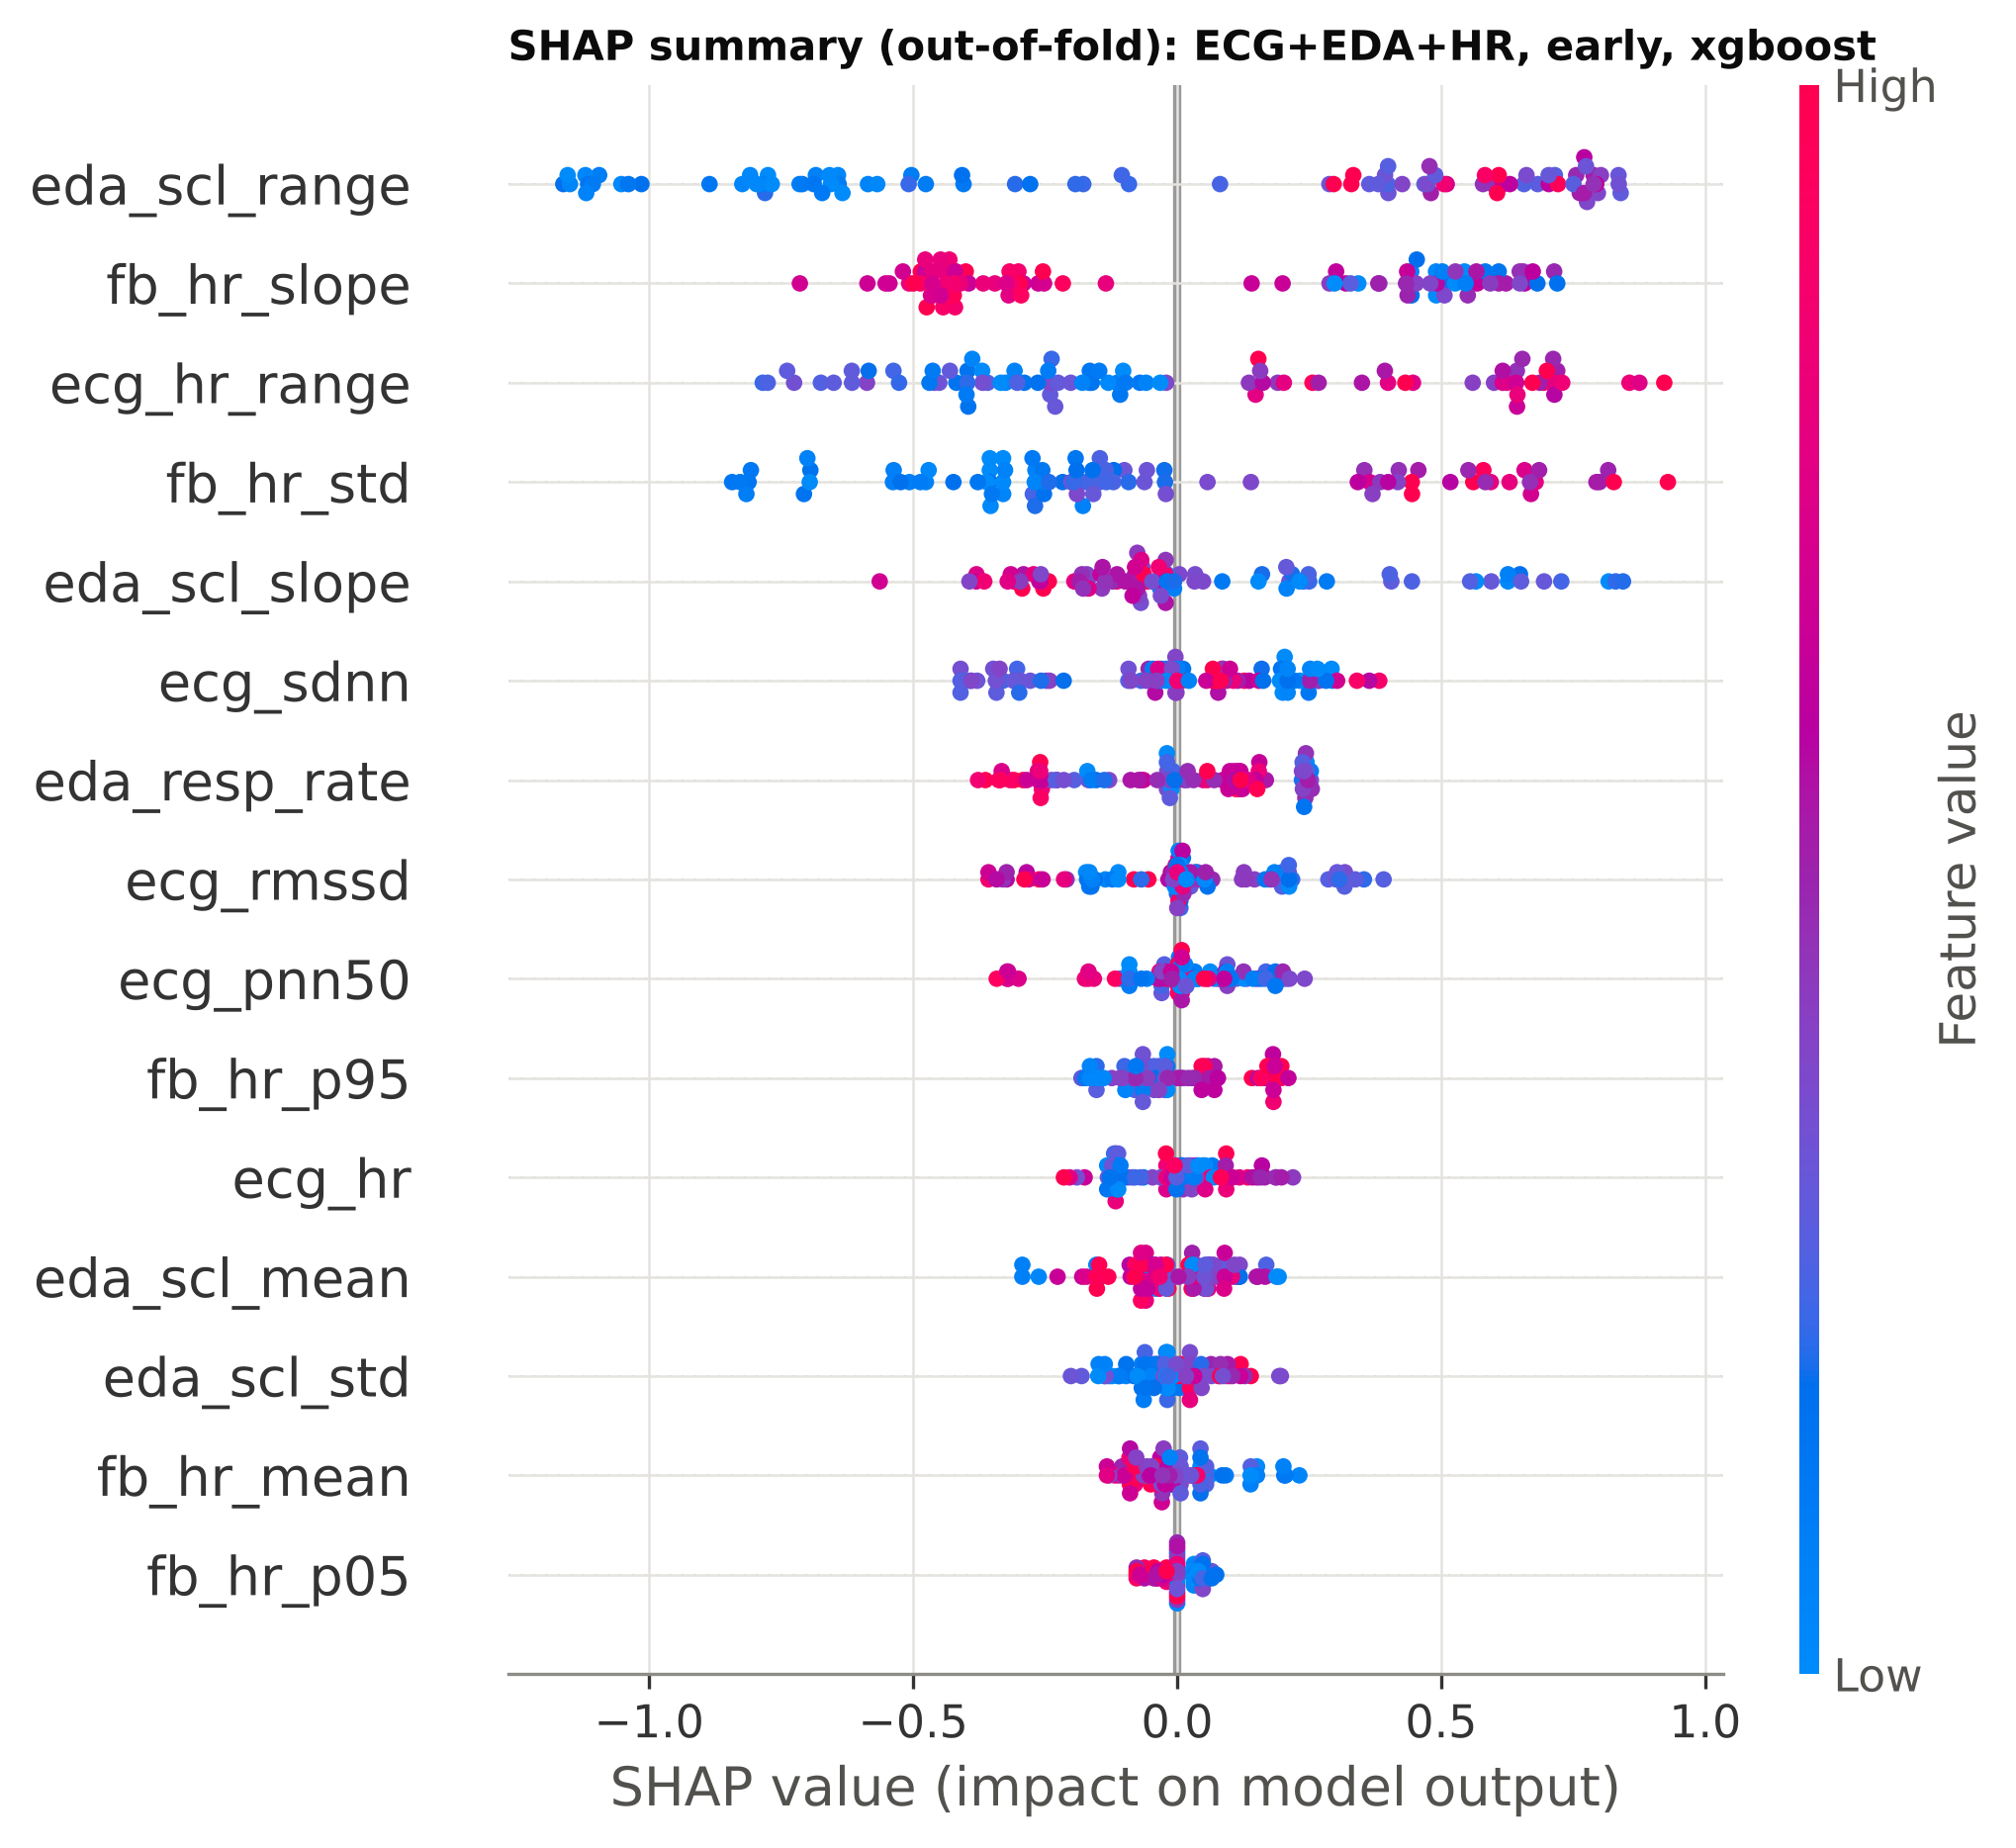 SHAP summary (out-of-fold): ECG+EDA+HR, early, xgboost
High
eda_scl_range
fb_hr_slope
ecg_hr_range
fb_hr_std
eda_scl_slope
ecg_sdnn
eda_resp_rate
ecg_rmssd
ecg_pnn50
fb_hr_p95
ecg_hr
eda_scl_mean
eda_scl_std
fb_hr_mean
fb_hr_p05
Feature value
Low
−1.0 −0.5 0.0 0.5 1.0
SHAP value (impact on model output)